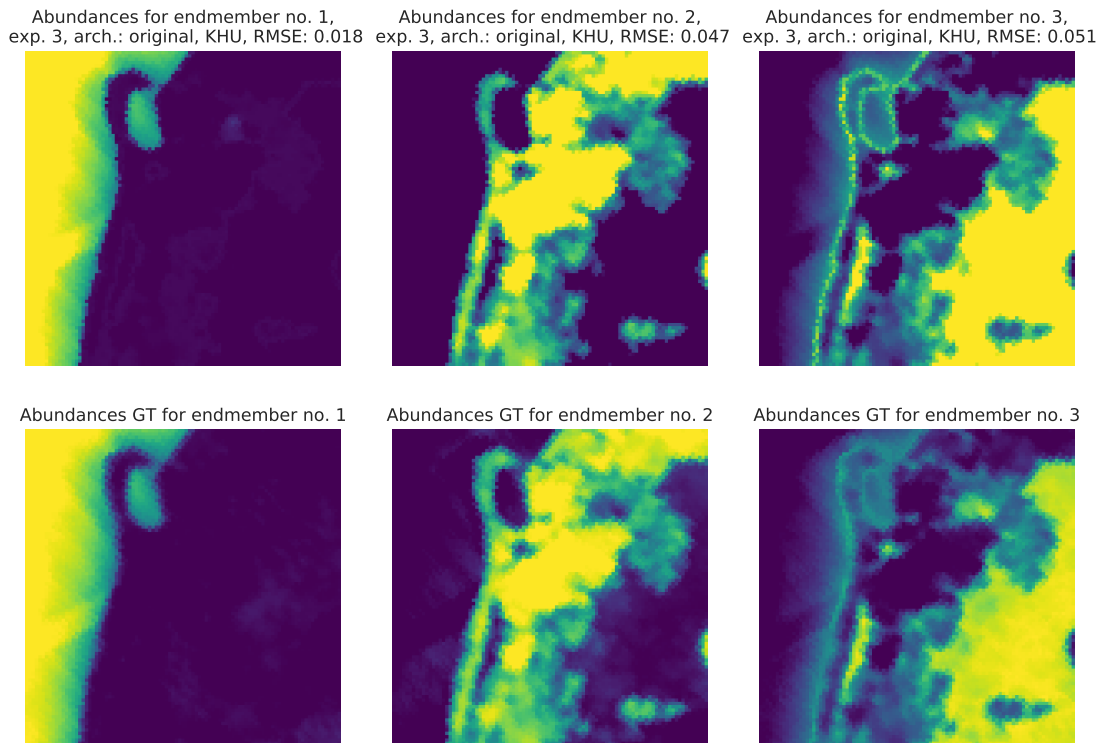 Abundances for endmember no. 1,
exp. 3, arch.: original, KHU, RMSE: 0.018
Abundances for endmember no. 2,
exp. 3, arch.: original, KHU, RMSE: 0.047
Abundances for endmember no. 3,
exp. 3, arch.: original, KHU, RMSE: 0.051
Abundances GT for endmember no. 1
Abundances GT for endmember no. 2
Abundances GT for endmember no. 3